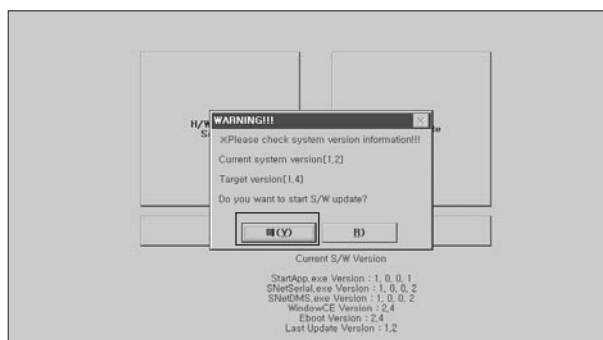 H/W
WARNING!!!
※Please check system version information!!!
Current system version[1,2]
Target version[1,4]
Do you want to start S/W update?
예(Y)
Current S/W Version
StartApp,exe Version : 1, 0, 0, 1
SNetSerial,exe Version : 1, 0, 0, 2
SNetDMS,exe Version : 1, 0, 0, 2
WindowCE Version : 2,4
Eboot Version : 2,4
Last Update Version : 1,2